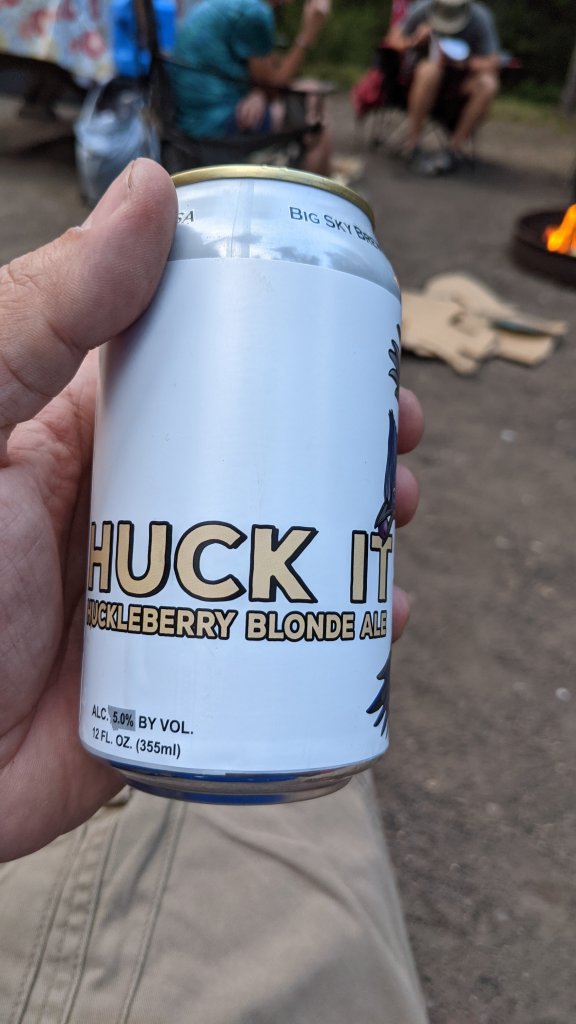 BIG SKY
HUCK IT
HUCKLEBERRY BLONDE ALE
ALC. 5.0% BY VOL.
12 FL. OZ. (355ml)